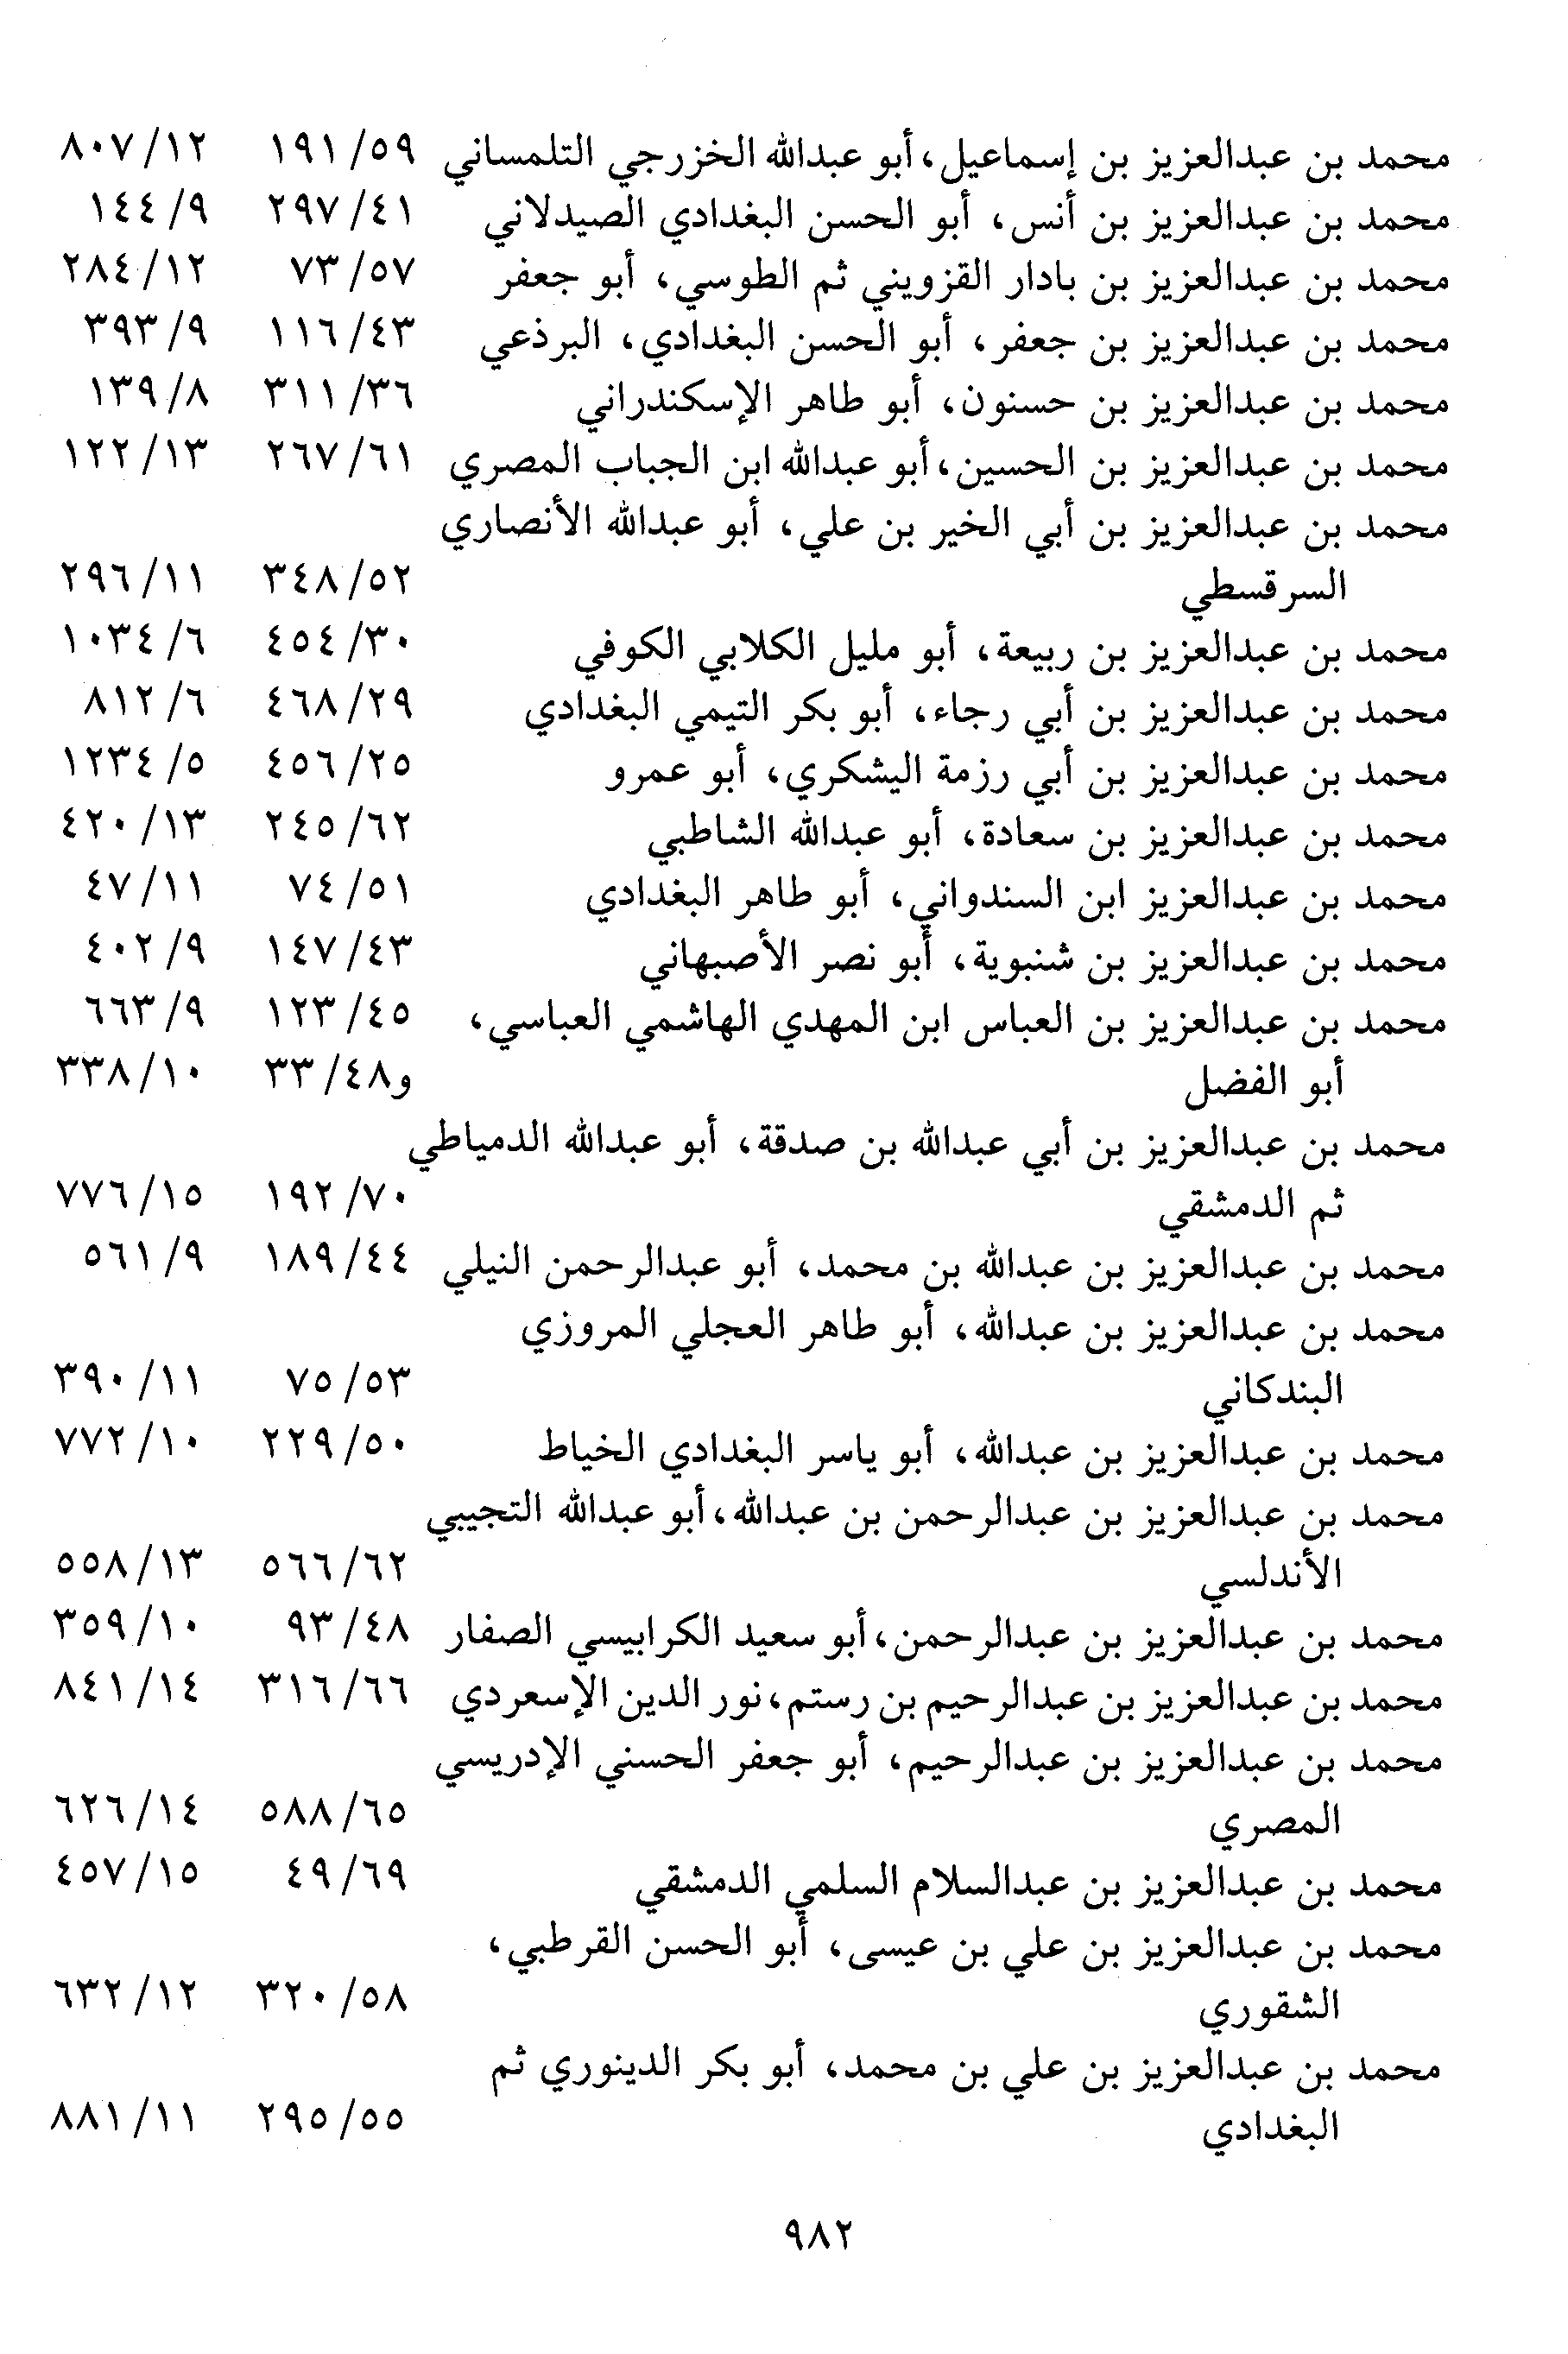 محمد بن عبدالعزيز بن إسماعيل، أبو عبدالله الخزرجي التلمساني ١٩١/٥٩ ٨٠٧/١٢
محمد بن عبدالعزيز بن أنس، أبو الحسن البغدادي الصيدلاني ٢٩٧/٤١ ١٤٤/٩
محمد بن عبدالعزيز بن بادار القزويني ثم الطوسي، أبو جعفر ٧٣/٥٧ ٢٨٤/١٢
محمد بن عبدالعزيز بن جعفر، أبو الحسن البغدادي، البرذعي ١١٦/٤٣ ٣٩٣/٩
محمد بن عبدالعزيز بن حسنون، أبو طاهر الإسكندراني ٣١١/٣٦ ١٣٩/٨
محمد بن عبدالعزيز بن الحسين، أبو عبدالله ابن الجباب المصري ٢٦٧/٦١ ١٢٢/١٣
محمد بن عبدالعزيز بن أبي الخير بن علي، أبو عبدالله الأنصاري
السرقسطي ٣٤٨/٥٢ ٢٩٦/١١
محمد بن عبدالعزيز بن ربيعة، أبو مليل الكلابي الكوفي ٤٥٤/٣٠ ١٠٣٤/٦
محمد بن عبدالعزيز بن أبي رجاء، أبو بكر التيمي البغدادي ٤٦٨/٢٩ ٨١٢/٦
محمد بن عبدالعزيز بن أبي رزمة اليشكري، أبو عمرو ٤٥٦/٢٥ ١٢٣٤/٥
محمد بن عبدالعزيز بن سعادة، أبو عبدالله الشاطبي ٢٤٥/٦٢ ٤٢٠/١٣
محمد بن عبدالعزيز ابن السندواني، أبو طاهر البغدادي ٧٤/٥١ ٤٧/١١
محمد بن عبدالعزيز بن شنبوية، أبو نصر الأصبهاني ١٤٧/٤٣ ٤٠٢/٩
محمد بن عبدالعزيز بن العباس ابن المهدي الهاشمي العباسي، ١٢٣/٤٥ ٦٦٣/٩
أبو الفضل و٣٣/٤٨ ٣٣٨/١٠
محمد بن عبدالعزيز بن أبي عبدالله بن صدقة، أبو عبدالله الدمياطي
ثم الدمشقي ١٩٢/٧٠ ٧٧٦/١٥
محمد بن عبدالعزيز بن عبدالله بن محمد، أبو عبدالرحمن النيلي ١٨٩/٤٤ ٥٦١/٩
محمد بن عبدالعزيز بن عبدالله، أبو طاهر العجلي المروزي
البندكاني ٧٥/٥٣ ٣٩٠/١١
محمد بن عبدالعزيز بن عبدالله، أبو ياسر البغدادي الخياط ٢٢٩/٥٠ ٧٧٢/١٠
محمد بن عبدالعزيز بن عبدالرحمن بن عبدالله، أبو عبدالله التجيبي
الأندلسي ٥٦٦/٦٢ ٥٥٨/١٣
محمد بن عبدالعزيز بن عبدالرحمن، أبو سعيد الكرابيسي الصفار ٩٣/٤٨ ٣٥٩/١٠
محمد بن عبدالعزيز بن عبدالرحيم بن رستم، نور الدين الإسعردي ٣١٦/٦٦ ٨٤١/١٤
محمد بن عبدالعزيز بن عبدالرحيم، أبو جعفر الحسني الإدريسي
المصري ٥٨٨/٦٥ ٦٢٦/١٤
محمد بن عبدالعزيز بن عبدالسلام السلمي الدمشقي ٤٩/٦٩ ٤٥٧/١٥
محمد بن عبدالعزيز بن علي بن عيسى، أبو الحسن القرطبي،
الشقوري ٣٢٠/٥٨ ٦٣٢/١٢
محمد بن عبدالعزيز بن علي بن محمد، أبو بكر الدينوري ثم
البغدادي ٢٩٥/٥٥ ٨٨١/١١
٩٨٢